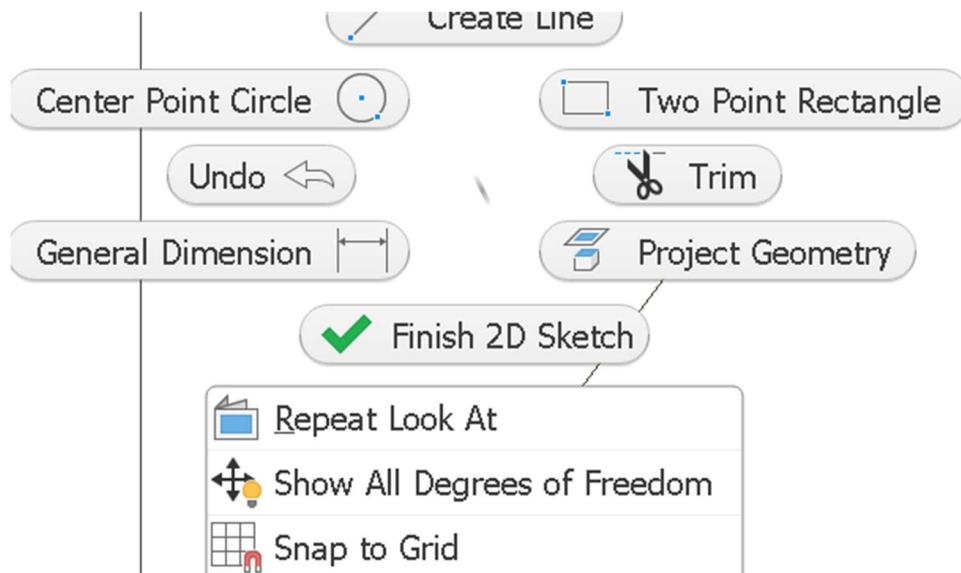 Create Line
Center Point Circle
Two Point Rectangle
Undo
Trim
General Dimension
Project Geometry
Finish 2D Sketch
Repeat Look At
Show All Degrees of Freedom
Snap to Grid